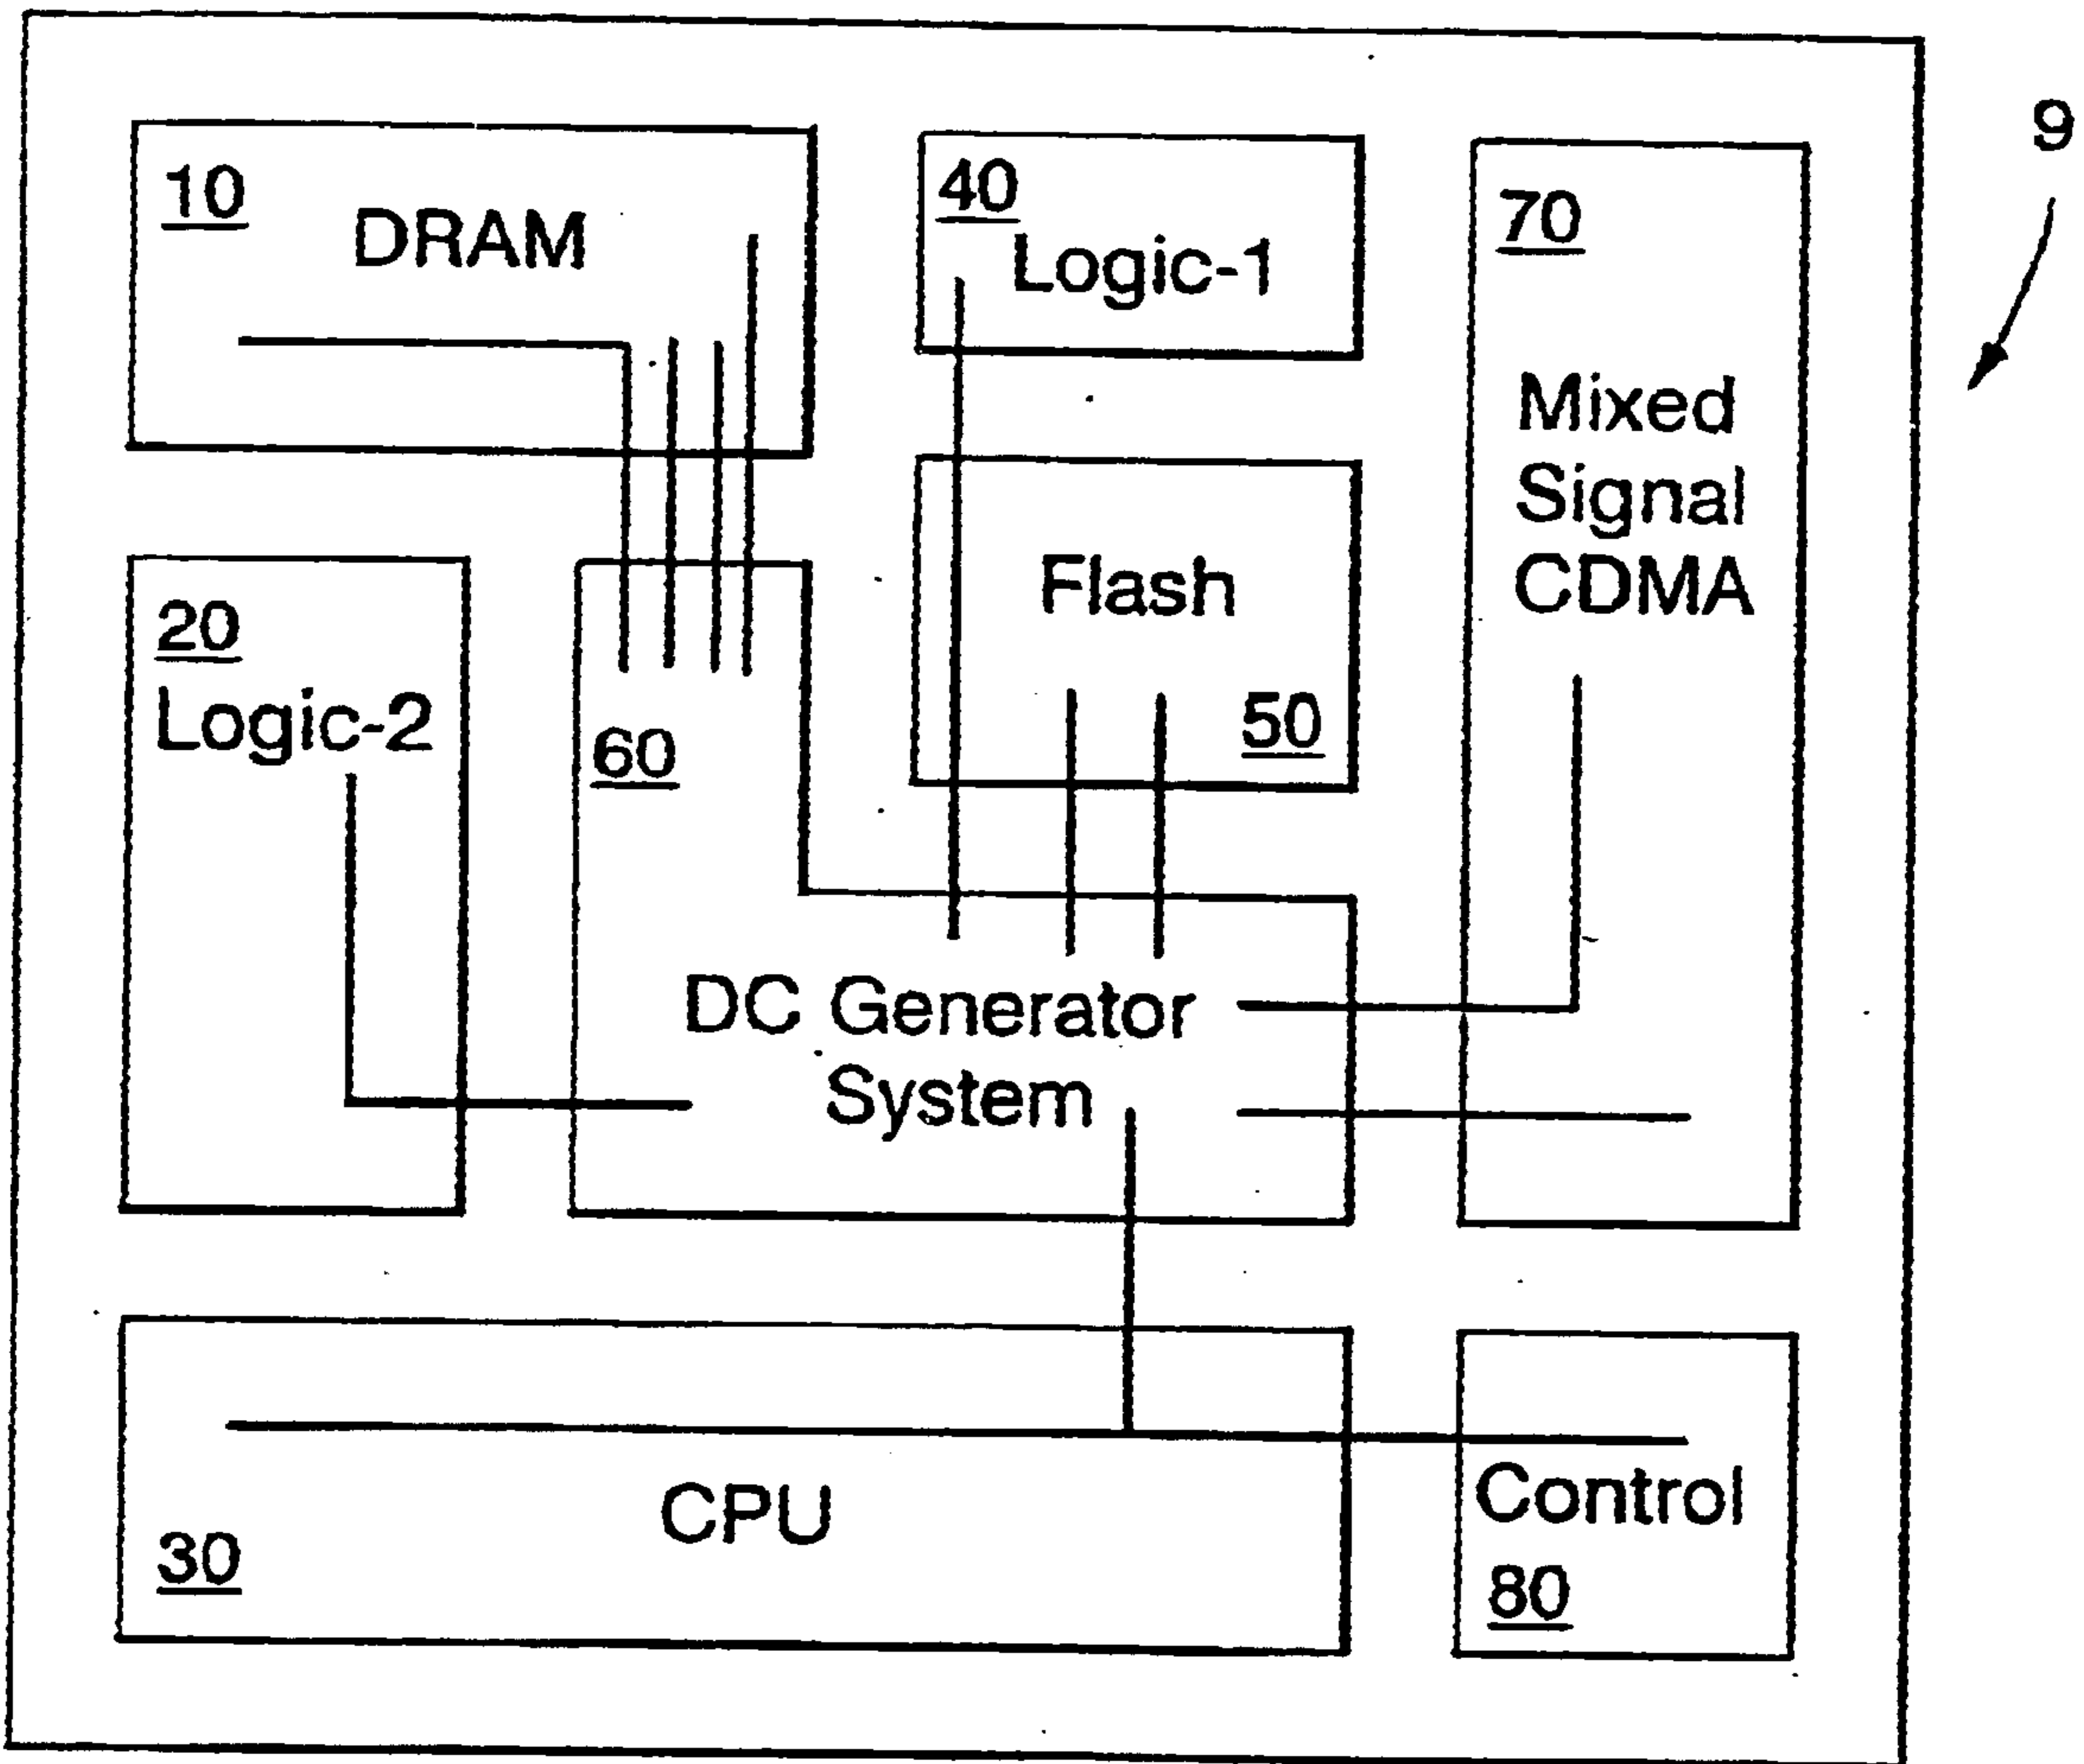 9
10
DRAM
40
Logic-1
70
Mixed
Signal
CDMA
20
Logic-2
60
Flash
50
DC Generator
System
CPU
30
Control
80